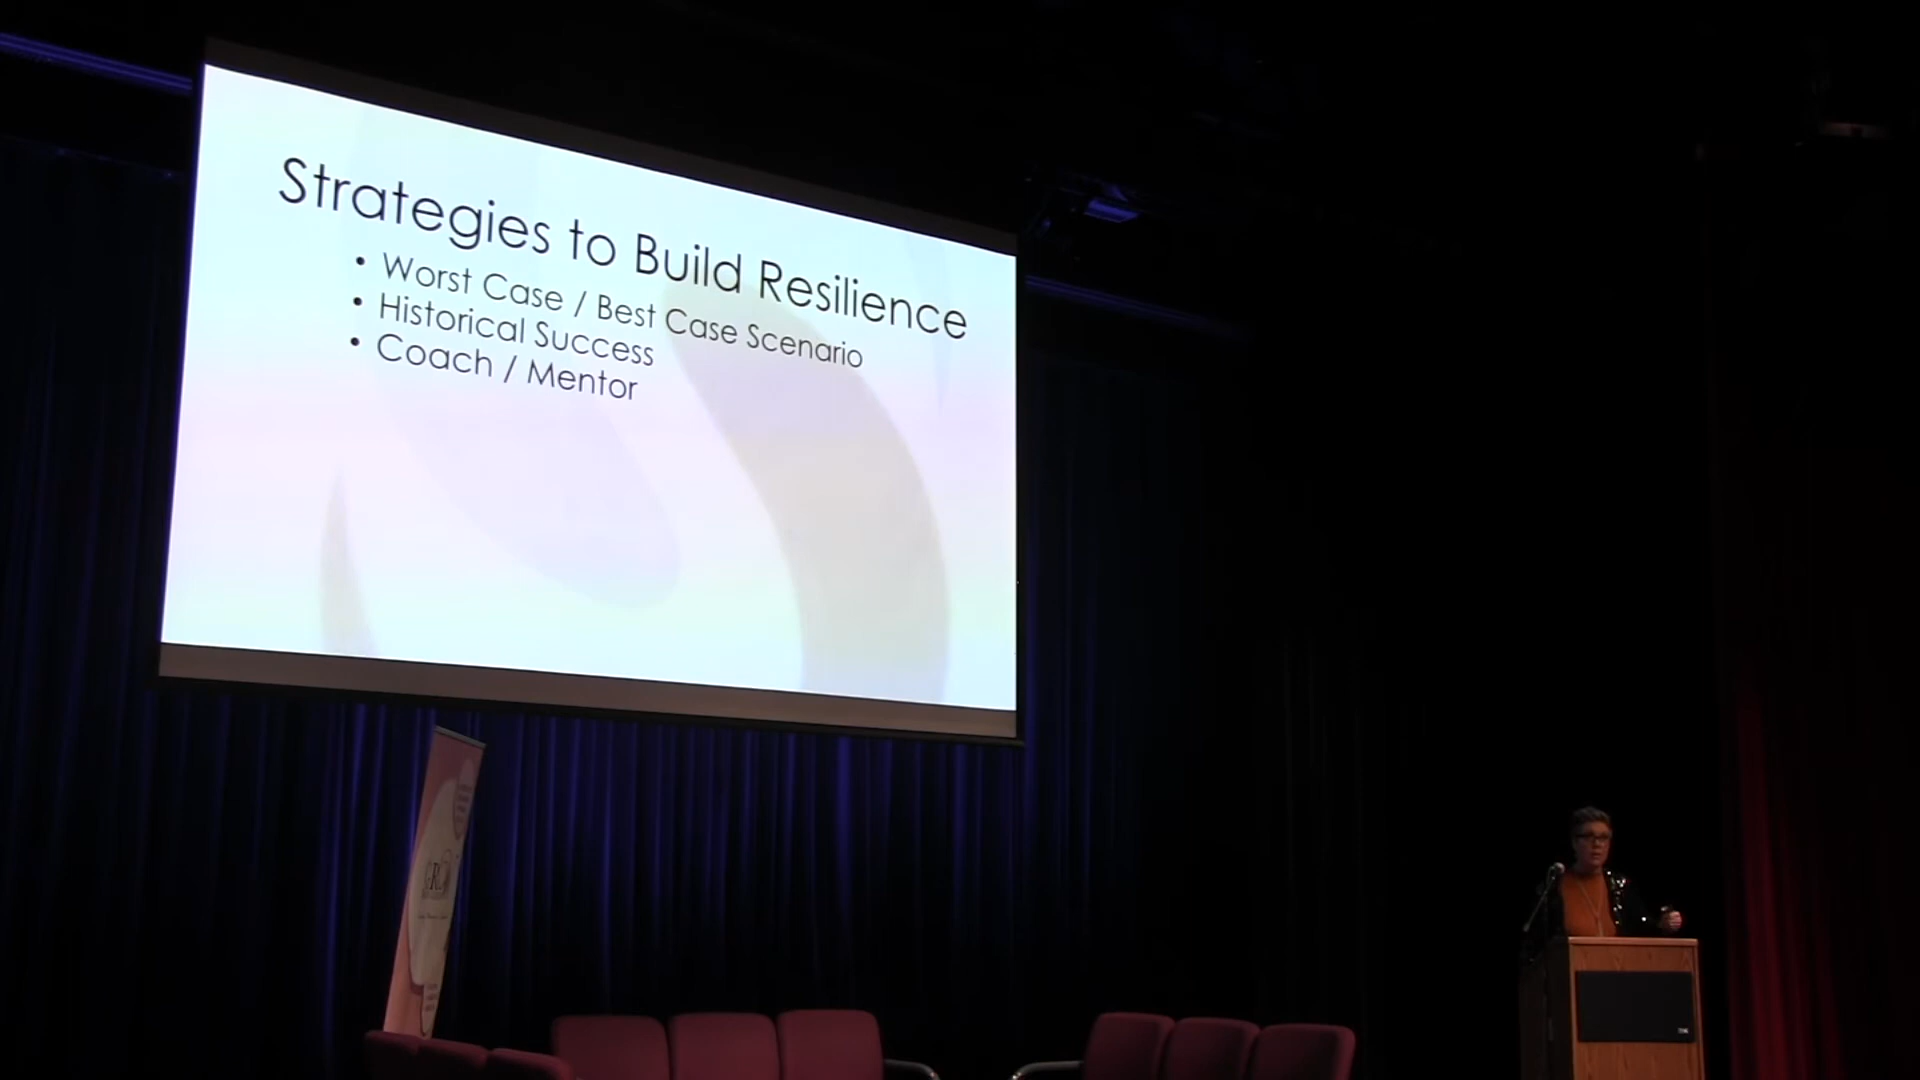 Strategies to Build Resilience
• Worst Case / Best Case Scenario
• Historical Success
• Coach / Mentor